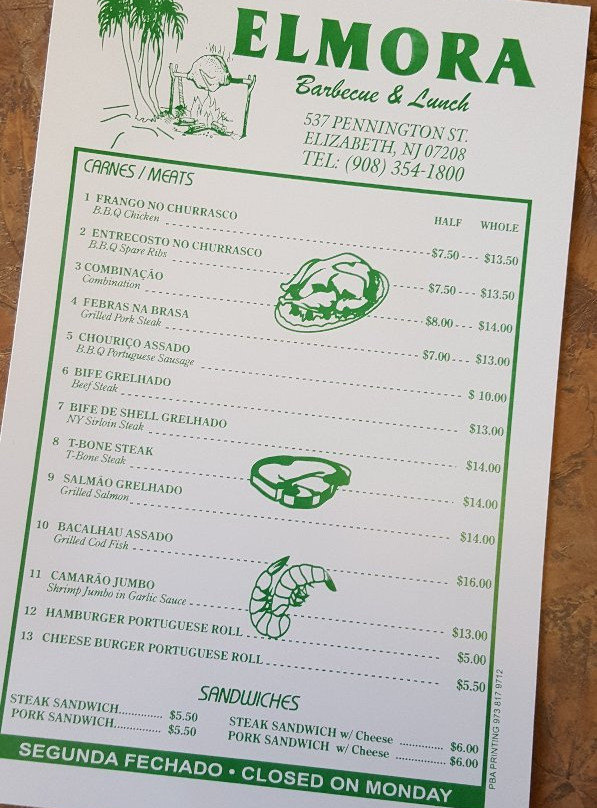 ELMORA
Barbecue & Lunch
537 PENNINGTON ST.
ELIZABETH, NJ 07208
TEL: (908) 354-1800
CARNES / MEATS
HALF WHOLE
1 FRANGO NO CHURRASCO
B.B.Q Chicken $7.50 --- $13.50
2 ENTRECOSTO NO CHURRASCO
B.B.Q Spare Ribs $7.50 --- $13.50
3 COMBINAÇÃO
Combination $8.00 --- $14.00
4 FEBRAS NA BRASA
Grilled Pork Steak $7.00 --- $13.00
5 CHOURIÇO ASSADO
B.B.Q Portuguese Sausage $ 10.00
6 BIFE GRELHADO
Beef Steak $13.00
7 BIFE DE SHELL GRELHADO
NY Sirloin Steak $14.00
8 T-BONE STEAK
T-Bone Steak $14.00
9 SALMÃO GRELHADO
Grilled Salmon $14.00
10 BACALHAU ASSADO
Grilled Cod Fish $16.00
11 CAMARÃO JUMBO
Shrimp Jumbo in Garlic Sauce $13.00
12 HAMBURGER PORTUGUESE ROLL $5.00
13 CHEESE BURGER PORTUGUESE ROLL $5.50
SANDWICHES
STEAK SANDWICH.............. $5.50
PORK SANDWICH.............. $5.50
STEAK SANDWICH w/ Cheese .............. $6.00
PORK SANDWICH w/ Cheese .............. $6.00
SEGUNDA FECHADO • CLOSED ON MONDAY
PBA PRINTING 973 817 9712